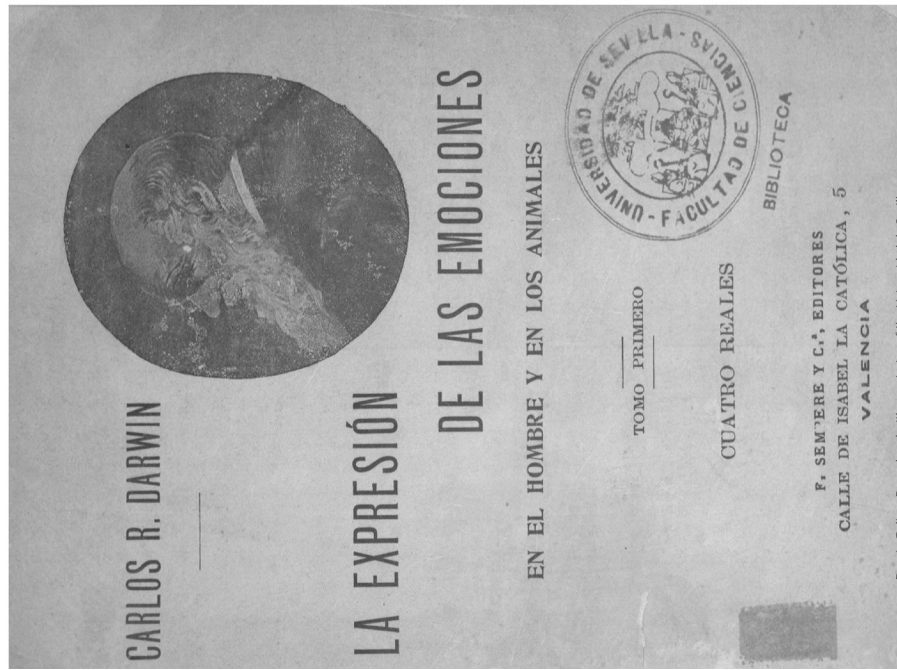 CARLOS R. DARWIN
LA EXPRESIÓN
DE LAS EMOCIONES
EN EL HOMBRE Y EN LOS ANIMALES
TOMO PRIMERO
CUATRO REALES
UNIVERSIDAD DE SEVILLA - FACULTAD DE CIENCIAS -
BIBLIOTECA
F. SEMPERE Y C.ª, EDITORES
CALLE DE ISABEL LA CATÓLICA, 5
VALENCIA